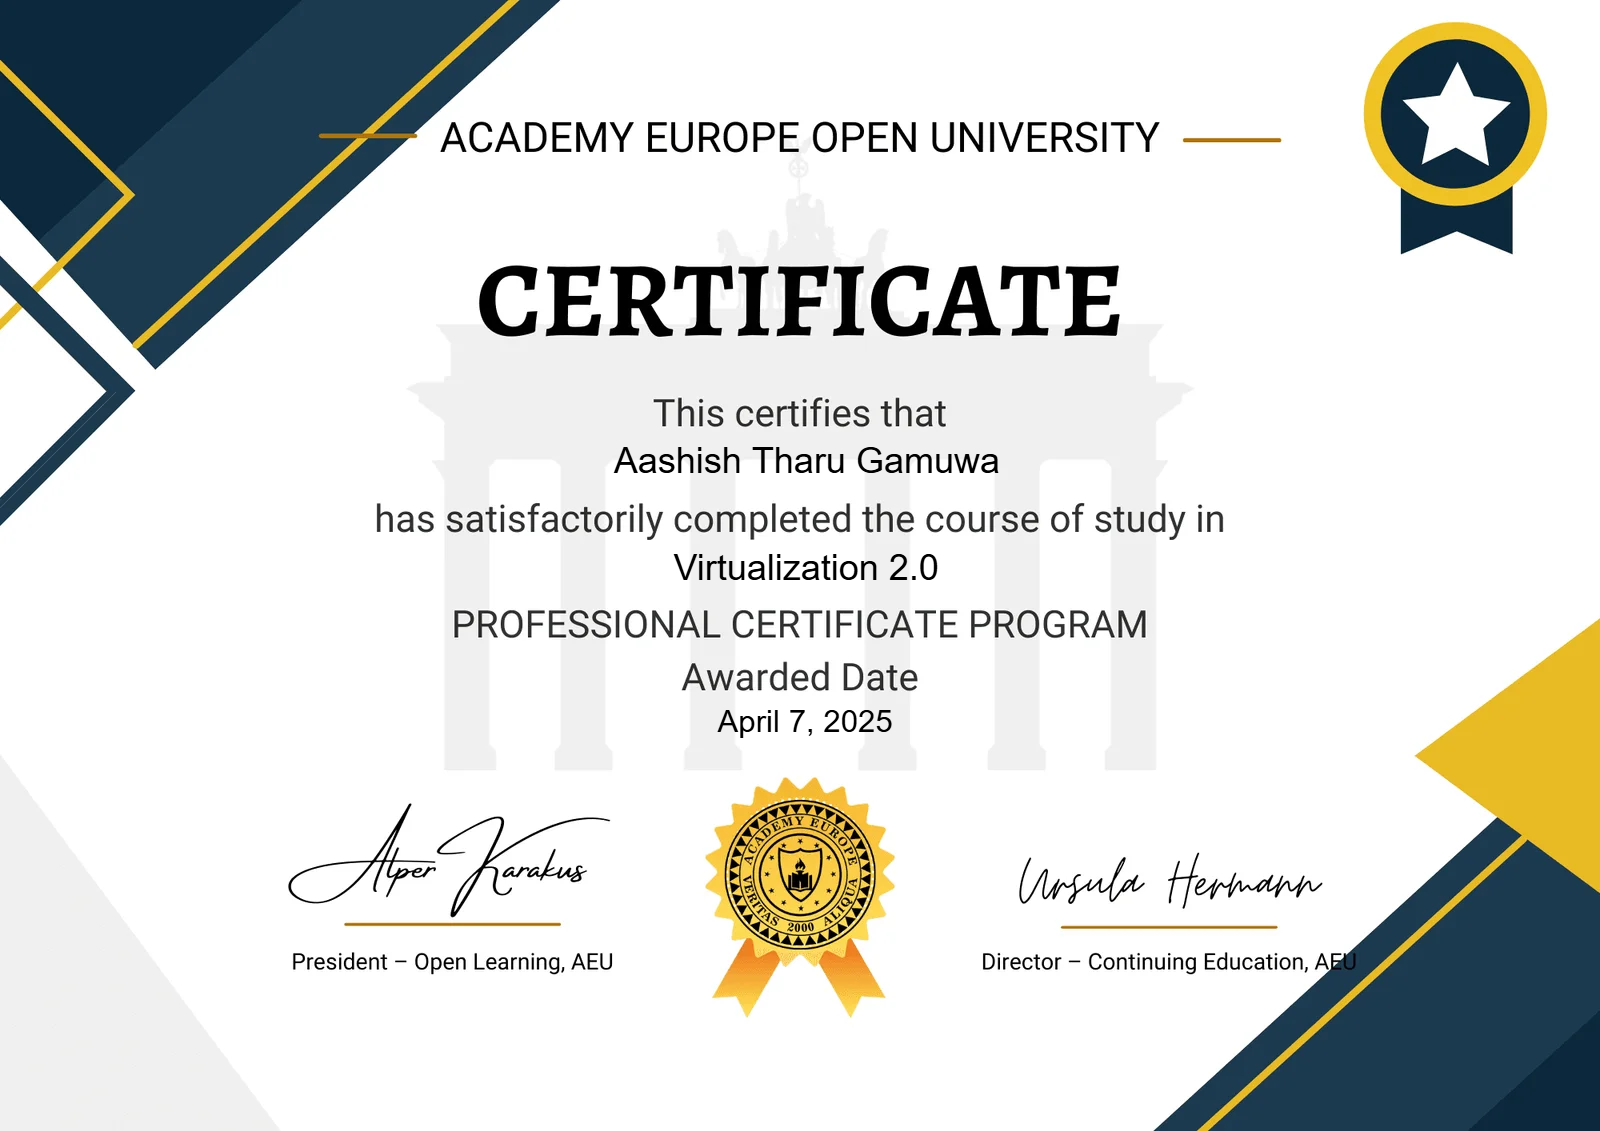 ACADEMY EUROPE OPEN UNIVERSITY
CERTIFICATE
This certifies that
Aashish Tharu Gamuwa
has satisfactorily completed the course of study in
Virtualization 2.0
PROFESSIONAL CERTIFICATE PROGRAM
Awarded Date
April 7, 2025
Alper Karakus
President – Open Learning, AEU
ACADEMY EUROPE
VERITAS 2000 ALIQUA
Ursula Hermann
Director – Continuing Education, AEU